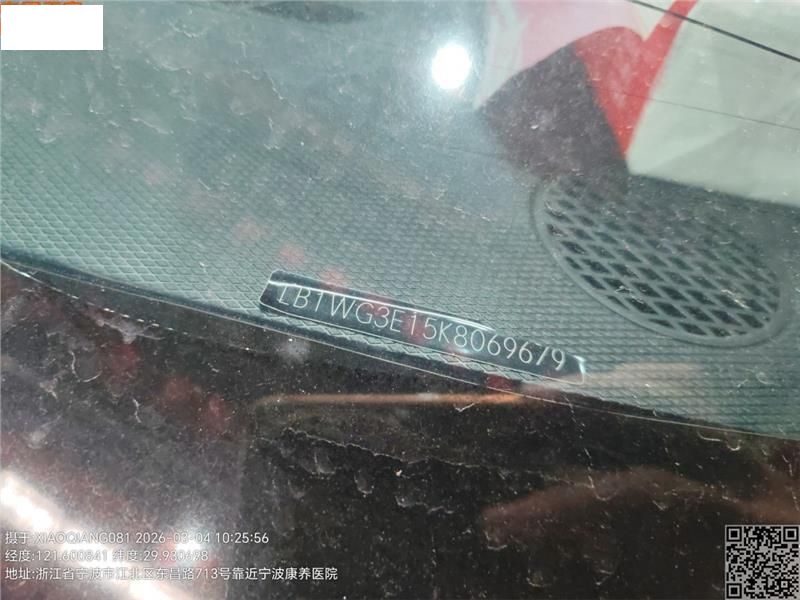 LB1WG3E15K8069679
摄于:XIAOQIANG081 2026-03-04 10:25:56
经度:121.600841 纬度:29.930698
地址:浙江省宁波市江北区东昌路713号靠近宁波康养医院